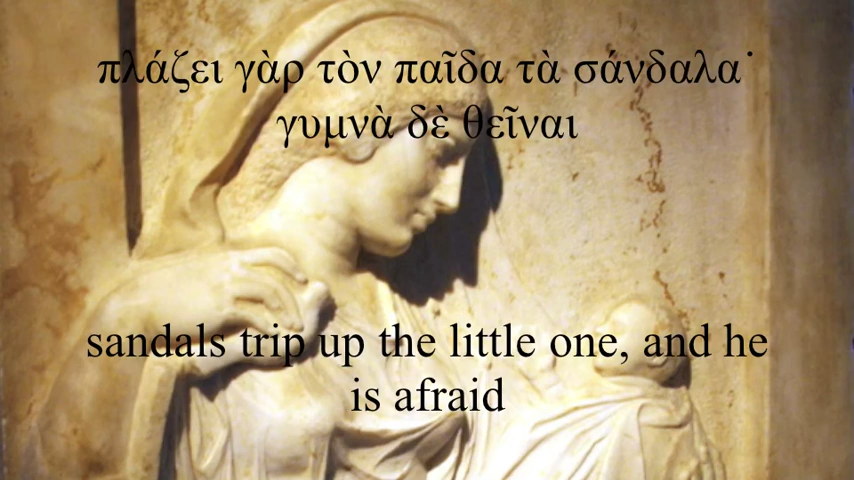 πλάζει γὰρ τὸν παῖδα τὰ σάνδαλα˙
γυμνὰ δὲ θεῖναι
sandals trip up the little one, and he
is afraid